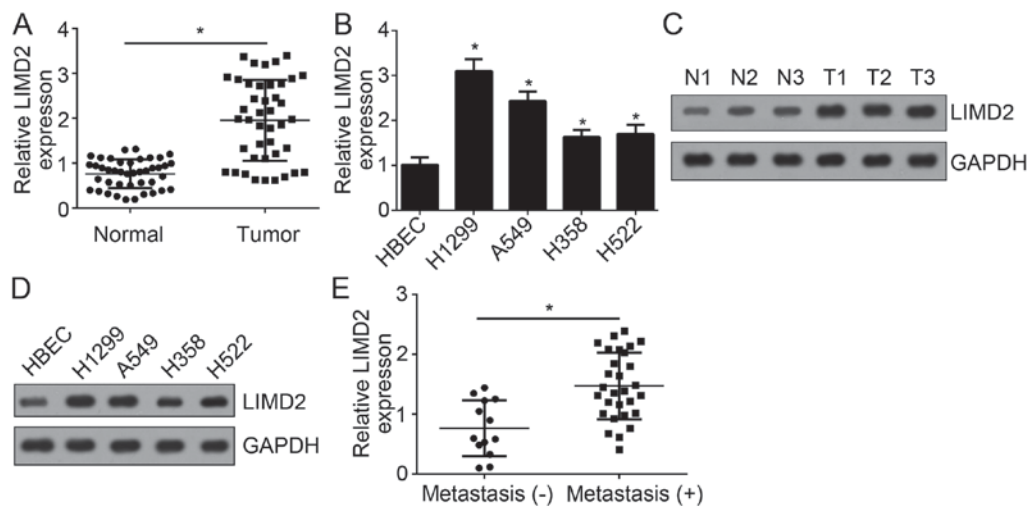 A
Relative LIMD2
expresson
4
3
2
1
0
*
Normal
Tumor
B
Relative LIMD2
expresson
4
3
2
1
0
*
*
*
*
HBEC
H1299
A549
H358
H522
C
N1 N2 N3 T1 T2 T3
LIMD2
GAPDH
D
HBEC H1299 A549 H358 H522
LIMD2
GAPDH
E
Relative LIMD2
expresson
3
2
1
0
*
Metastasis (-)
Metastasis (+)